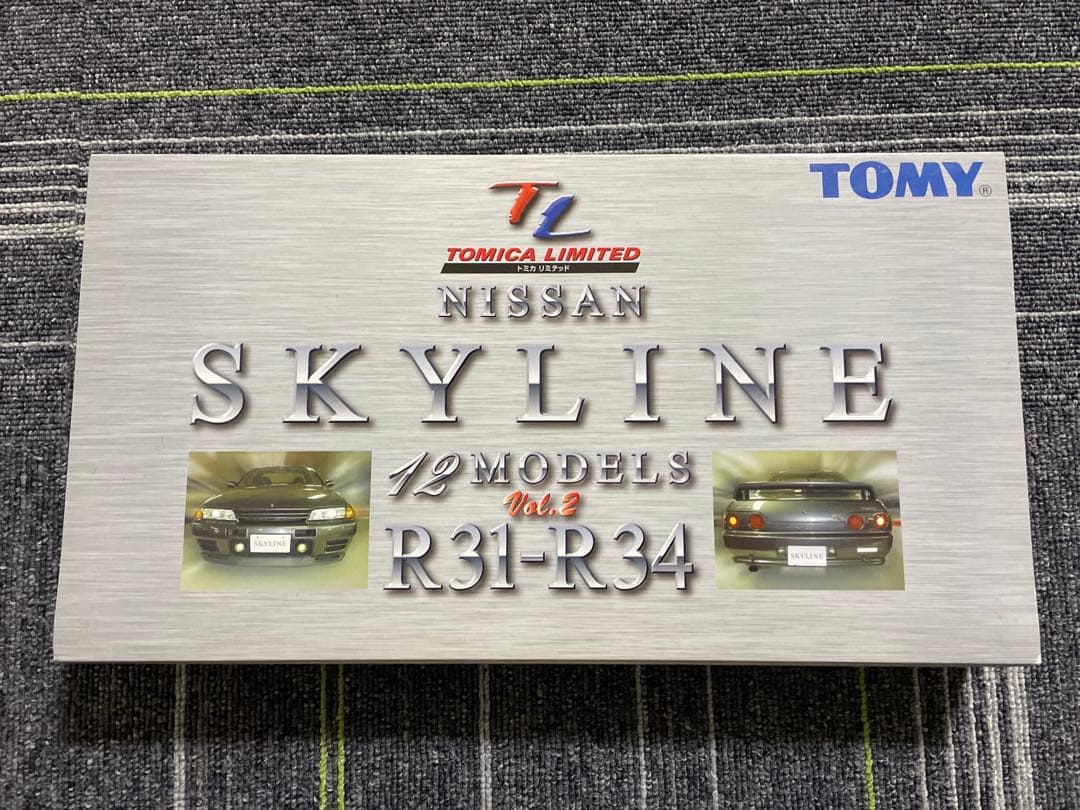 TOMY®
TL
TOMICA LIMITED
トミカ リミテッド
NISSAN
SKYLINE
12 MODELS
Vol.2
R31-R34
SKYLINE
SKYLINE